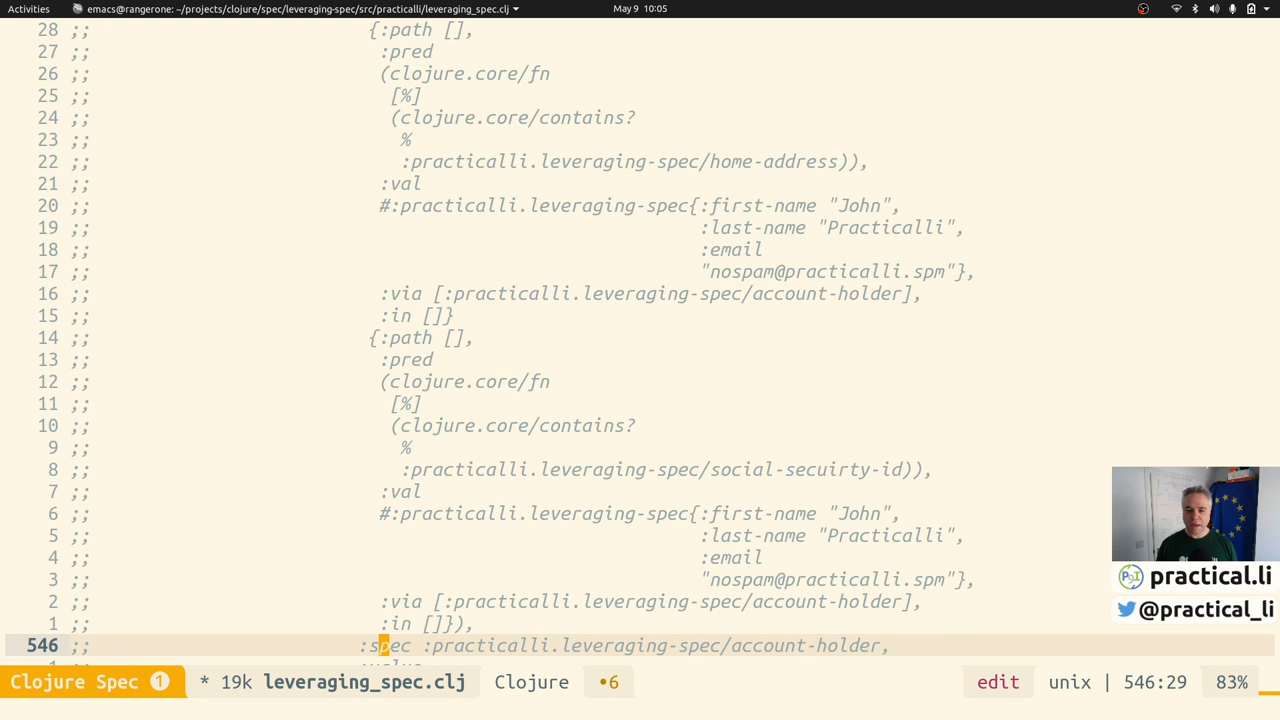 Activities emacs@rangerone: ~/projects/clojure/spec/leveraging-spec/src/practicalli/leveraging_spec.clj May 9 10:05
28 ;; {:path [],
27 ;; :pred
26 ;; (clojure.core/fn
25 ;; [%]
24 ;; (clojure.core/contains?
23 ;; %
22 ;; :practicalli.leveraging-spec/home-address)),
21 ;; :val
20 ;; #:practicalli.leveraging-spec{:first-name "John",
19 ;; :last-name "Practicalli",
18 ;; :email
17 ;; "nospam@practicalli.spm"},
16 ;; :via [:practicalli.leveraging-spec/account-holder],
15 ;; :in []}
14 ;; {:path [],
13 ;; :pred
12 ;; (clojure.core/fn
11 ;; [%]
10 ;; (clojure.core/contains?
9 ;; %
8 ;; :practicalli.leveraging-spec/social-secuirty-id)),
7 ;; :val
6 ;; #:practicalli.leveraging-spec{:first-name "John",
5 ;; :last-name "Practicalli",
4 ;; :email
3 ;; "nospam@practicalli.spm"},
2 ;; :via [:practicalli.leveraging-spec/account-holder],
1 ;; :in []}),
546 ;; :spec :practicalli.leveraging-spec/account-holder,
practical.li
@practical_li
Clojure Spec 1 * 19k leveraging_spec.clj Clojure •6 edit unix | 546:29 83%